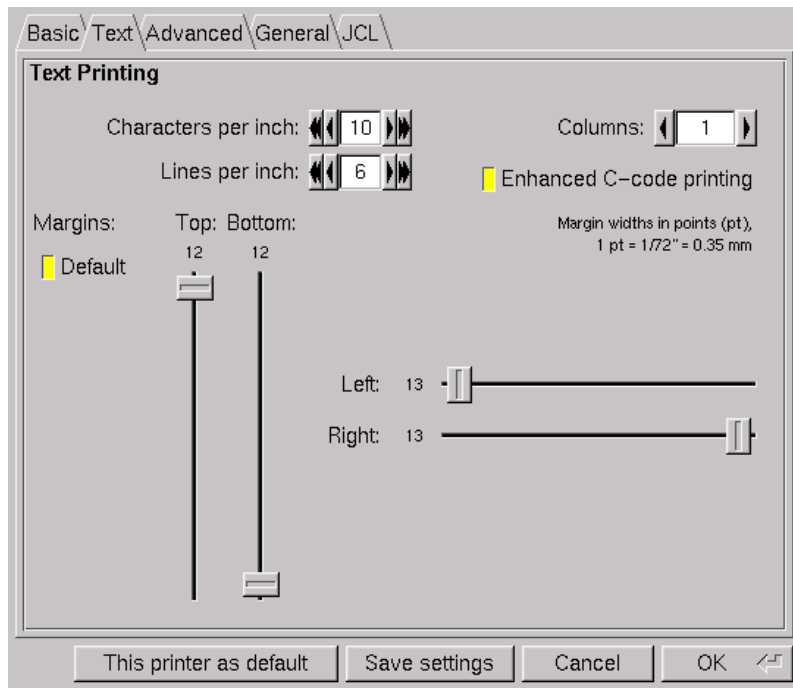 Basic Text Advanced General JCL
Text Printing
Characters per inch: 10 Columns: 1
Lines per inch: 6 Enhanced C-code printing
Margins: Top: Bottom: Margin widths in points (pt),
12 12 1 pt = 1/72" = 0.35 mm
Default
Left: 13
Right: 13
This printer as default Save settings Cancel OK